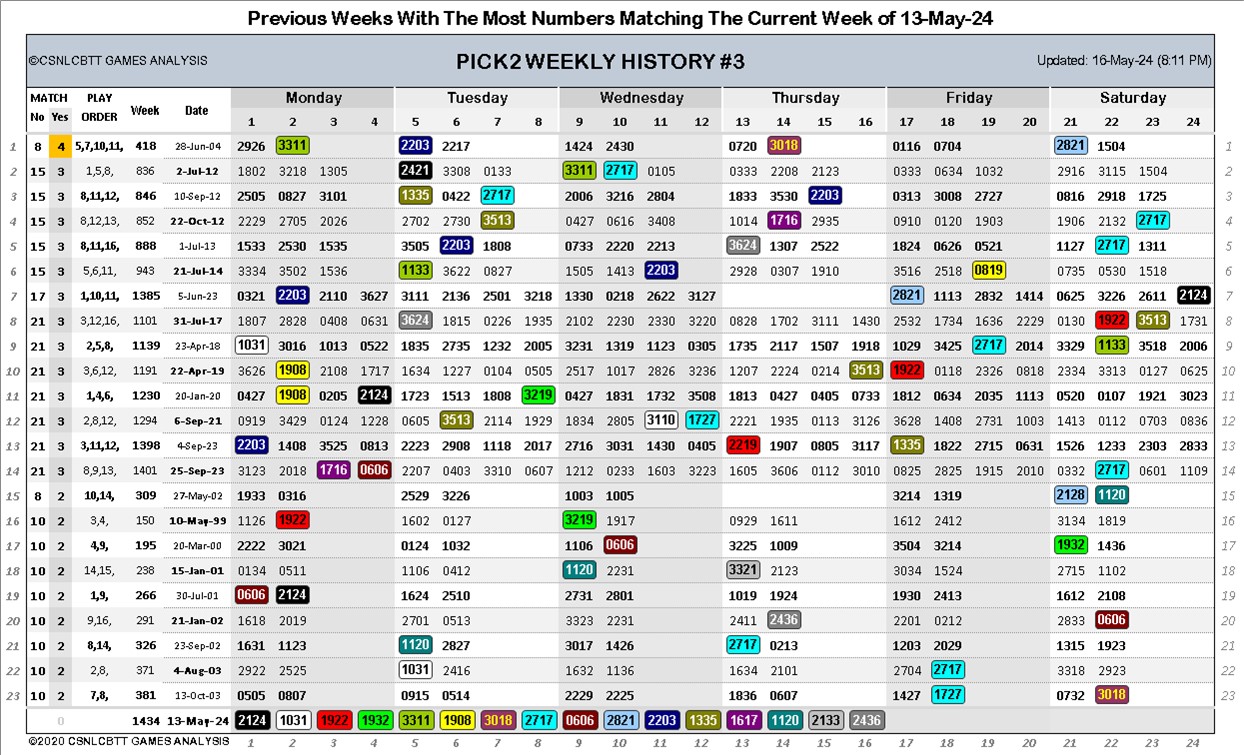 Previous Weeks With The Most Numbers Matching The Current Week of 13-May-24
©CSNLCBTT GAMES ANALYSIS PICK2 WEEKLY HISTORY #3 Updated: 16-May-24 (8:11 PM)
MATCH PLAY Week Date Monday Tuesday Wednesday Thursday Friday Saturday
No Yes ORDER 1 2 3 4 5 6 7 8 9 10 11 12 13 14 15 16 17 18 19 20 21 22 23 24
1 8 4 5,7,10,11, 418 28-Jun-04 2926 3311 2203 2217 1424 2430 0720 3018 0116 0704 2821 1504 1
2 15 3 1,5,8, 836 2-Jul-12 1802 3218 1305 2421 3308 0133 3311 2717 0105 0333 2208 2123 0333 0634 1032 2916 3115 1504 2
3 15 3 8,11,12, 846 10-Sep-12 2505 0827 3101 1335 0422 2717 2006 3216 2804 1834 3530 2203 0313 3008 2727 0816 2918 1725 3
4 15 3 8,12,13, 852 22-Oct-12 2229 2705 2026 2702 2730 3513 0427 0616 3408 1014 1716 2935 0910 0120 1903 1906 2132 2717 4
5 15 3 8,11,16, 888 1-Jul-13 1533 2530 1535 3505 2203 1808 0733 2220 2213 3624 1307 2522 1824 0626 0521 1127 2717 1311 5
6 15 3 5,6,11, 943 21-Jul-14 3334 3502 1536 1133 3622 0827 1505 1413 2203 2928 0307 1910 3516 2518 0819 0735 0530 1518 6
7 17 3 1,10,11, 1385 5-Jun-23 0321 2203 2110 3627 3111 2136 2501 3218 1330 0218 2622 3127 2821 1113 2832 1414 0625 3226 2611 2124 7
8 21 3 3,12,16, 1101 31-Jul-17 1807 2828 0408 0631 3624 1815 0228 1935 2102 2230 2330 3220 0828 1702 3111 1430 2532 1734 1636 2229 0130 1922 3513 1731 8
9 21 3 2,5,8, 1139 23-Apr-18 1031 3016 1013 0522 1835 2735 1232 2005 3231 1319 1123 0305 1735 2117 1507 1918 1029 3425 2717 2014 3329 1133 3518 2006 9
10 21 3 3,6,12, 1191 22-Apr-19 3626 1908 2108 1717 1634 1227 0104 0505 2517 1017 2826 3236 1207 2224 0214 3513 1922 0118 2326 0818 2334 3313 0127 0625 10
11 21 3 1,4,6, 1230 20-Jan-20 0427 1908 0205 2124 1723 1513 1808 3219 0427 1831 1732 3508 1813 0427 0405 0733 1812 0634 2035 1113 0520 0107 1921 3023 11
12 21 3 2,8,12, 1294 6-Sep-21 0919 3429 0124 1228 0605 3513 2114 1929 1834 2805 3110 1727 2221 1935 0113 3126 3628 1408 2731 1003 1413 0112 0703 0836 12
13 21 3 3,11,12, 1398 4-Sep-23 2203 1408 3525 0813 2223 2908 1118 2017 2716 3031 1430 0405 2219 1907 0805 3117 1335 1822 2715 0631 1526 1233 2303 2833 13
14 21 3 8,9,13, 1401 25-Sep-23 3123 2018 1716 0606 2207 0403 3310 0607 1212 0233 1603 3223 1605 3606 0112 3010 0825 2825 1915 2010 0332 2717 0601 1109 14
15 8 2 10,14, 309 27-May-02 1933 0316 2529 3226 1003 1005 3214 1319 2128 1120 15
16 10 2 3,4, 150 10-May-99 1126 1922 1602 0127 3219 1917 0929 1611 1612 2412 3134 1819 16
17 10 2 4,9, 195 20-Mar-00 2222 3021 0124 1032 1106 0606 3225 1009 3504 3214 1932 1436 17
18 10 2 14,15, 238 15-Jan-01 0134 0511 1106 0412 1120 2231 3321 2123 3034 1524 2715 1102 18
19 10 2 1,9, 266 30-Jul-01 0606 2124 1624 2510 2731 2801 1019 1924 1930 2413 1612 2108 19
20 10 2 9,16, 291 21-Jan-02 1618 2019 2701 0513 3323 2231 2411 2436 2201 0212 2833 0606 20
21 10 2 8,14, 326 23-Sep-02 1631 1123 1120 2827 3017 1426 2717 0213 1203 2029 1315 1923 21
22 10 2 2,8, 371 4-Aug-03 2922 2525 1031 2416 1632 1136 1634 2101 2704 2717 3318 2923 22
23 10 2 7,8, 381 13-Oct-03 0505 0807 0915 0514 2229 2225 1836 0607 1427 1727 0732 3018 23
0 1434 13-May-24 2124 1031 1922 1932 3311 1908 3018 2717 0606 2821 2203 1335 1617 1120 2133 2436
©2020 CSNLCBTT GAMES ANALYSIS 1 2 3 4 5 6 7 8 9 10 11 12 13 14 15 16 17 18 19 20 21 22 23 24